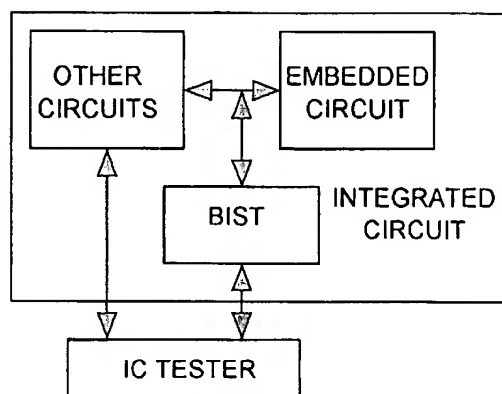 OTHER
CIRCUITS
EMBEDDED
CIRCUIT
BIST
INTEGRATED
CIRCUIT
IC TESTER